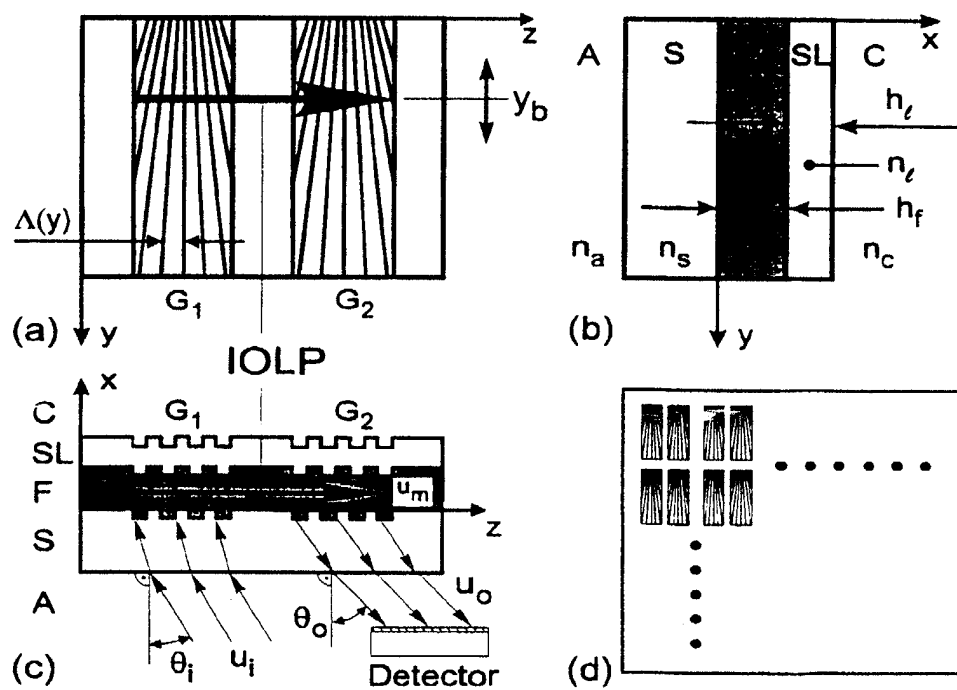 (a)
z
y_b
Λ(y)
G₁
G₂
y
(b)
x
A
S
SL
C
h_ℓ
n_ℓ
h_f
n_a
n_s
n_c
y
IOLP
(c)
x
C
G₁
G₂
SL
F
u_m
z
S
A
θ_i
u_i
θ_o
u_o
Detector
(d)